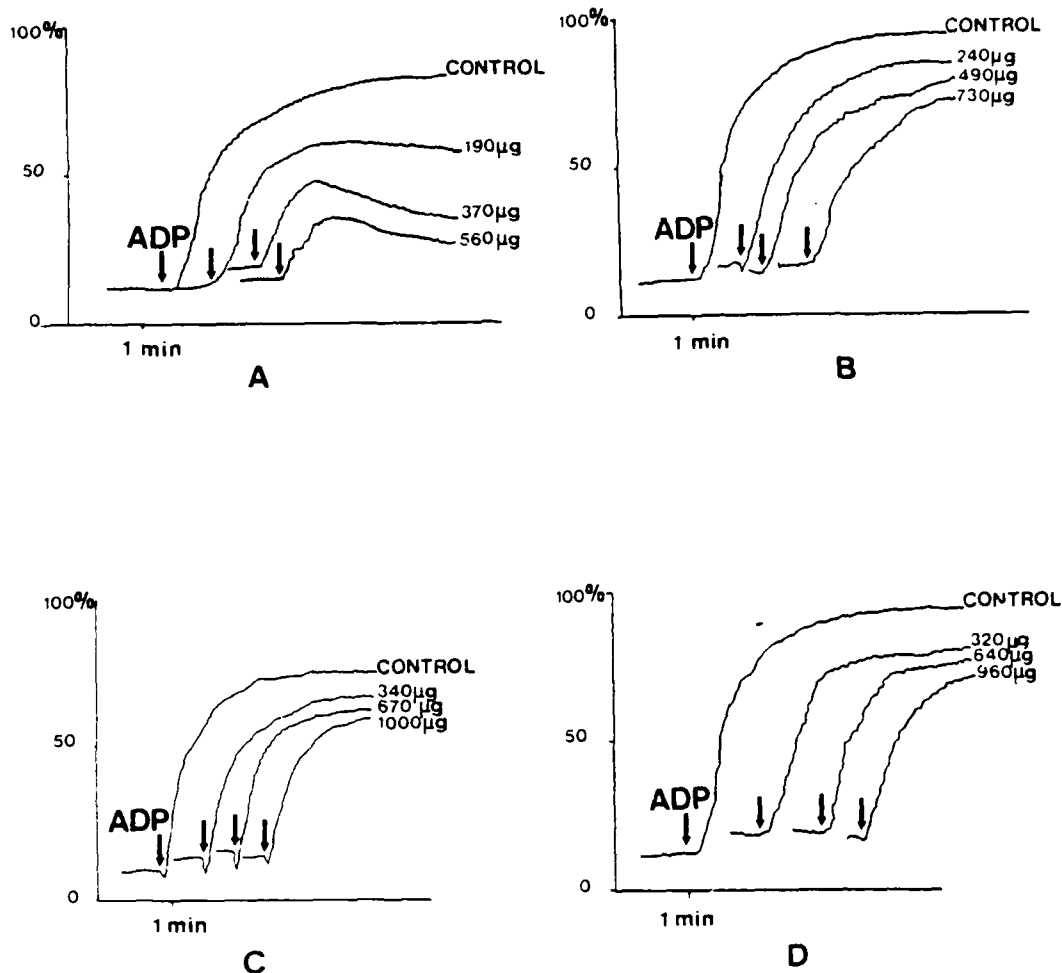 100%
CONTROL
190µg
50
370µg
ADP
560µg
0
1 min
A
100%
CONTROL
240µg
490µg
730µg
50
ADP
0
1 min
B
100%
CONTROL
340µg
670µg
1000µg
50
ADP
0
1 min
C
100%
CONTROL
320µg
640µg
960µg
50
ADP
0
1 min
D